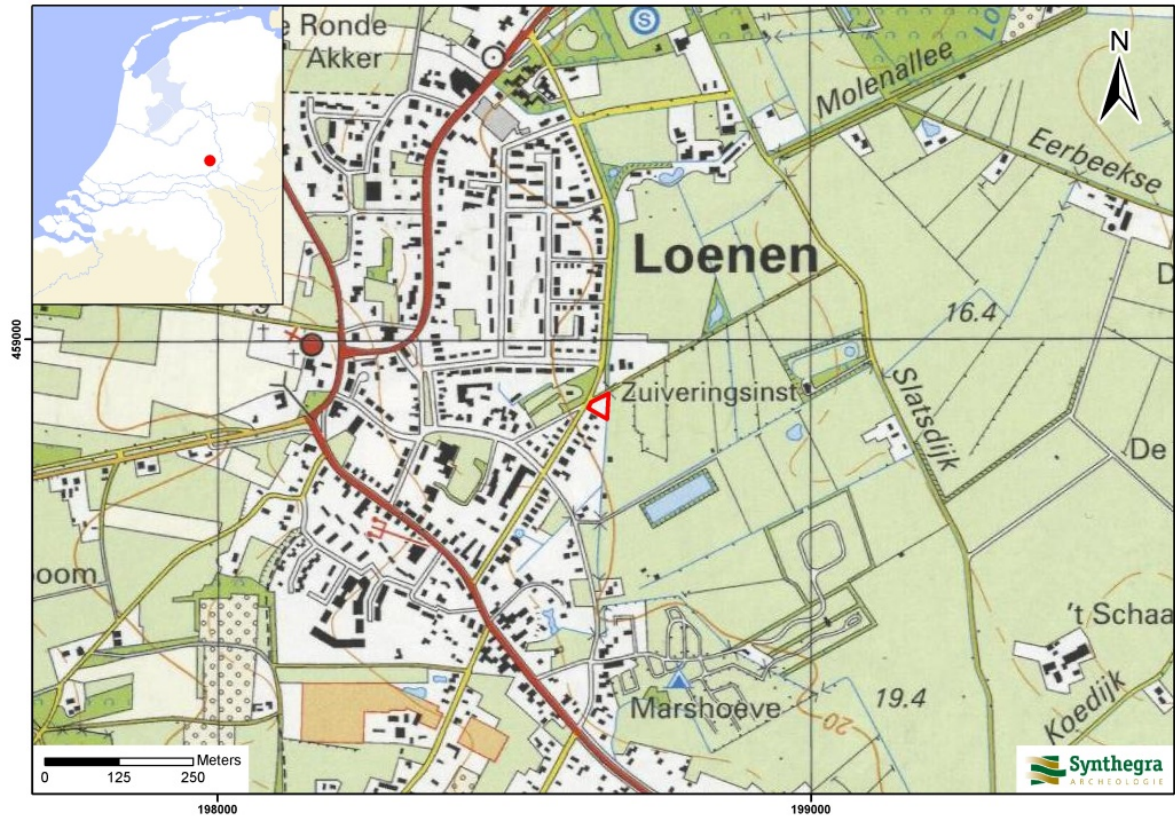 e Ronde
Akker
S
N
Molenallee
Eerbeekse
Loenen
D
16.4
459000
Zuiveringsinst
Slatsdijk
De
oom
't Schaa
19.4
Marshoeve
20
Koedijk
Meters
0 125 250
Synthegra
ARCHEOLOGIE
198000
199000